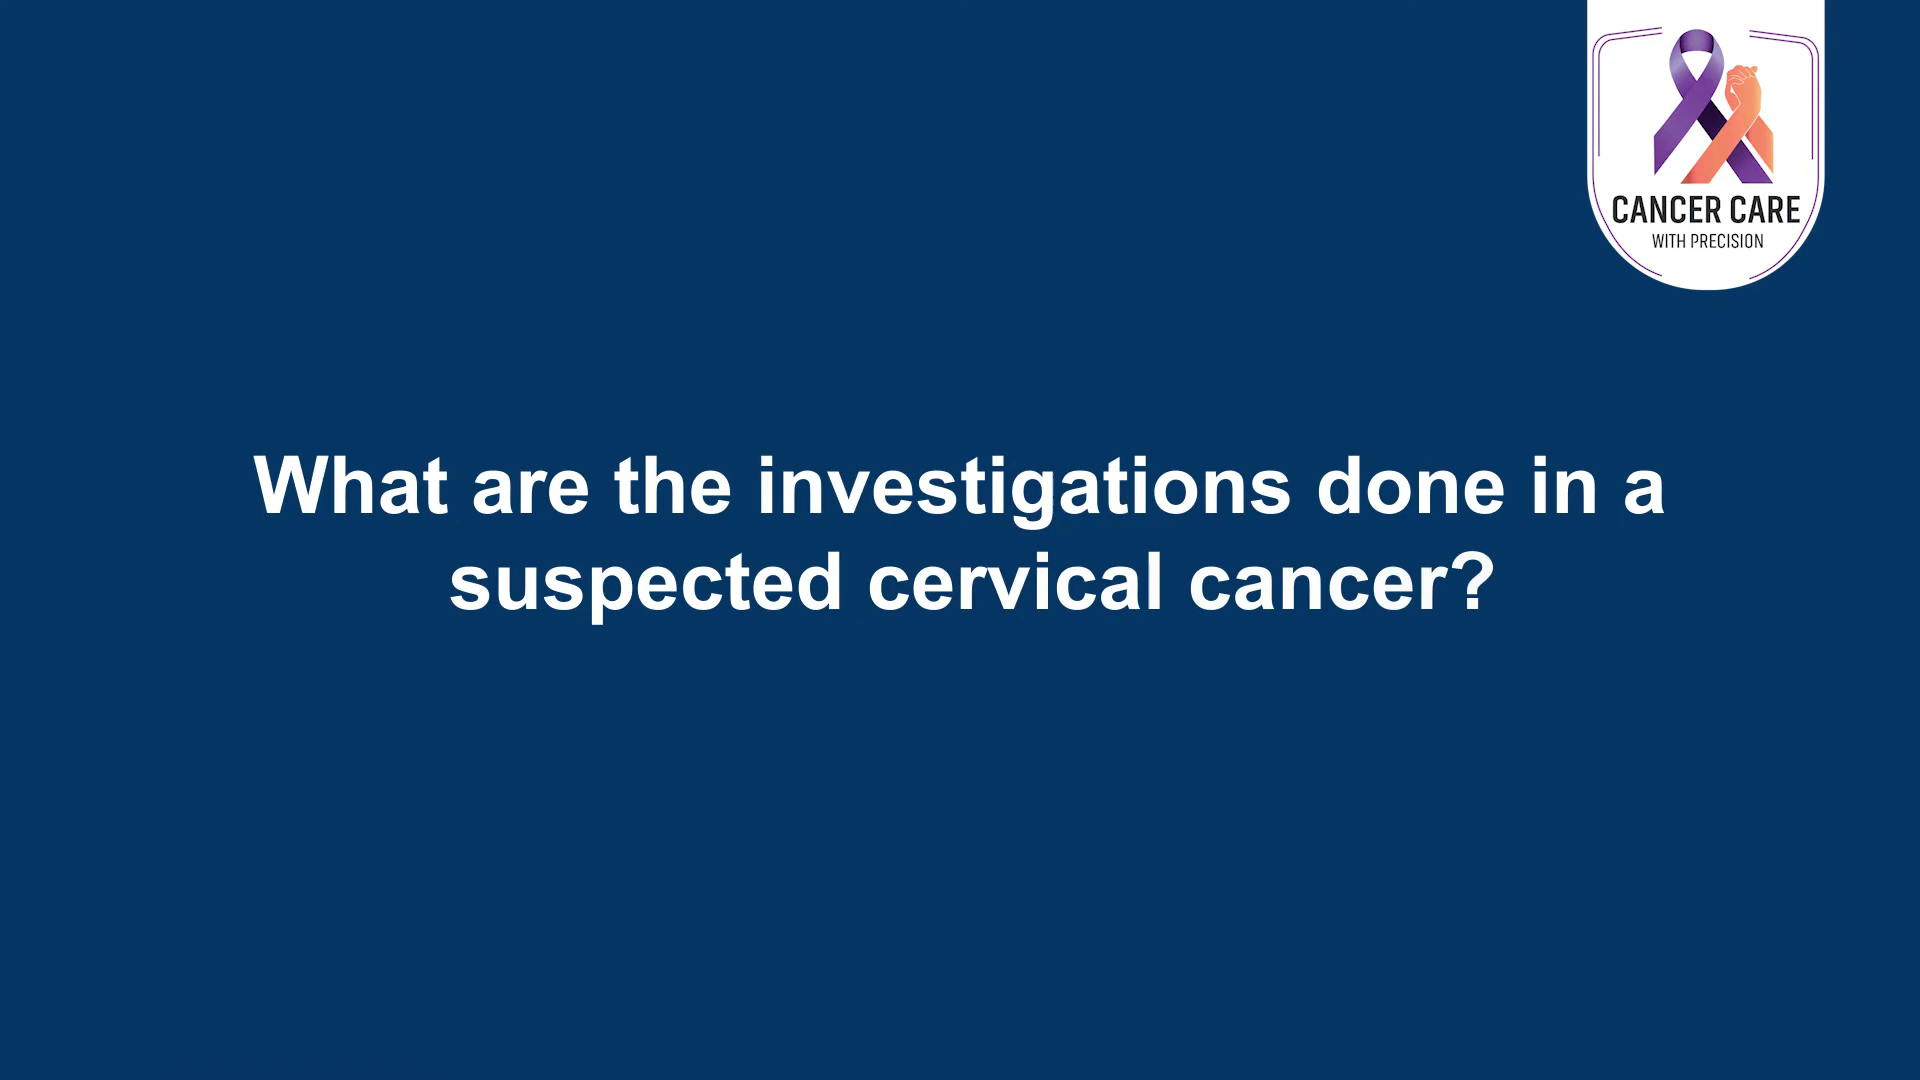 CANCER CARE
WITH PRECISION
What are the investigations done in a
suspected cervical cancer?